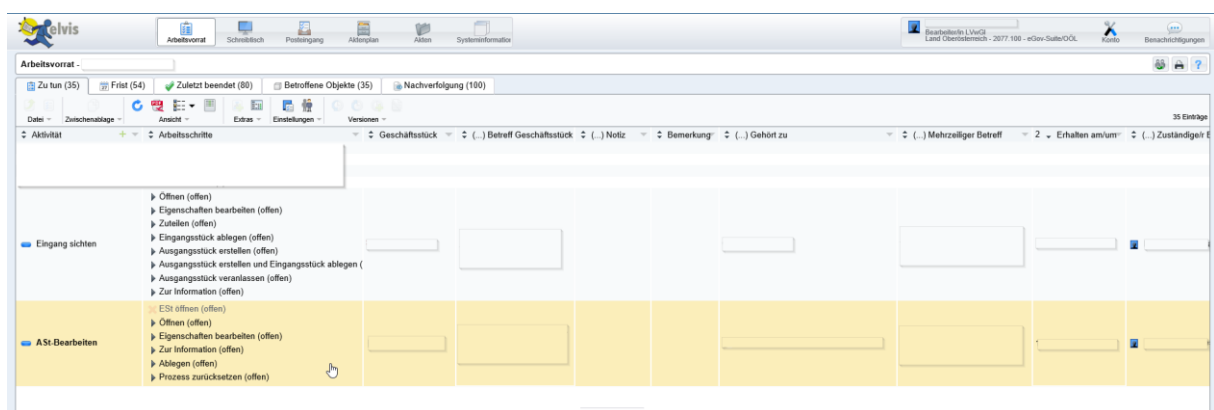 elvis
Arbeitsvorrat Schreibtisch Posteingang Aktenplan Akten Systeminformation
Bearbeiter/in LVwGl
Land Oberösterreich - 2077.100 - eGov-Suite/OÖL
Konto Benachrichtigungen
Arbeitsvorrat -
Zu tun (35) Frist (54) Zuletzt beendet (80) Betroffene Objekte (35) Nachverfolgung (100)
Datei Zwischenablage Ansicht Extras Einstellungen Versionen
35 Einträge
Aktivität Arbeitsschritte Geschäftsstück (...) Betreff Geschäftsstück (...) Notiz Bemerkung (...) Gehört zu (...) Mehrzeiliger Betreff 2 Erhalten am/um (...) Zuständige/r B
Öffnen (offen)
Eigenschaften bearbeiten (offen)
Zuteilen (offen)
Eingang sichten
Eingangsstück ablegen (offen)
Ausgangsstück erstellen (offen)
Ausgangsstück erstellen und Eingangsstück ablegen (
Ausgangsstück veranlassen (offen)
Zur Information (offen)
ESt öffnen (offen)
Öffnen (offen)
Eigenschaften bearbeiten (offen)
ASt-Bearbeiten
Zur Information (offen)
Ablegen (offen)
Prozess zurücksetzen (offen)